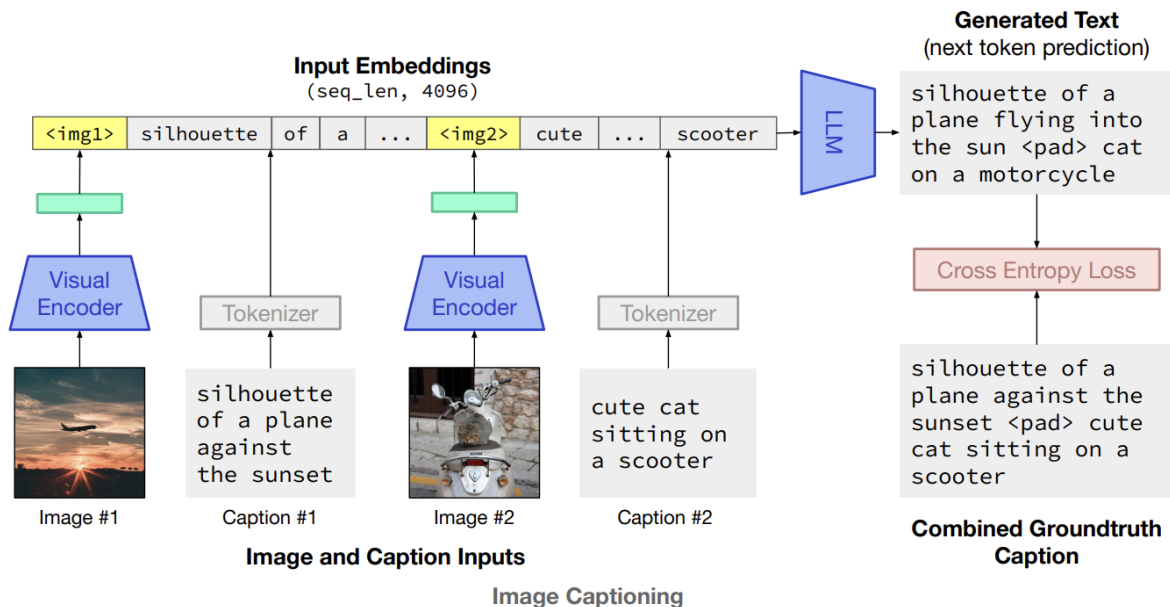 Generated Text
(next token prediction)
Input Embeddings
(seq_len, 4096)
<img1> silhouette of a ... <img2> cute ... scooter
LLM
silhouette of a
plane flying into
the sun <pad> cat
on a motorcycle
Visual
Encoder
Tokenizer
Visual
Encoder
Tokenizer
Cross Entropy Loss
silhouette
of a plane
against
the sunset
cute cat
sitting on
a scooter
silhouette of a
plane against the
sunset <pad> cute
cat sitting on a
scooter
Image #1
Caption #1
Image #2
Caption #2
Image and Caption Inputs
Combined Groundtruth
Caption
Image Captioning